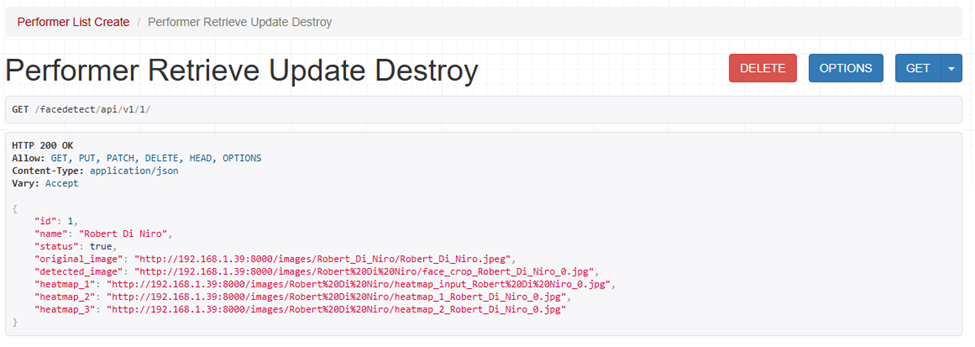 Performer List Create / Performer Retrieve Update Destroy
Performer Retrieve Update Destroy
DELETE OPTIONS GET
GET /facedetect/api/v1/1/
HTTP 200 OK
Allow: GET, PUT, PATCH, DELETE, HEAD, OPTIONS
Content-Type: application/json
Vary: Accept
{
"id": 1,
"name": "Robert Di Niro",
"status": true,
"original_image": "http://192.168.1.39:8000/images/Robert_Di_Niro/Robert_Di_Niro.jpeg",
"detected_image": "http://192.168.1.39:8000/images/Robert%20Di%20Niro/face_crop_Robert_Di_Niro_0.jpg",
"heatmap_1": "http://192.168.1.39:8000/images/Robert%20Di%20Niro/heatmap_input_Robert%20Di%20Niro_0.jpg",
"heatmap_2": "http://192.168.1.39:8000/images/Robert%20Di%20Niro/heatmap_1_Robert_Di_Niro_0.jpg",
"heatmap_3": "http://192.168.1.39:8000/images/Robert%20Di%20Niro/heatmap_2_Robert_Di_Niro_0.jpg"
}